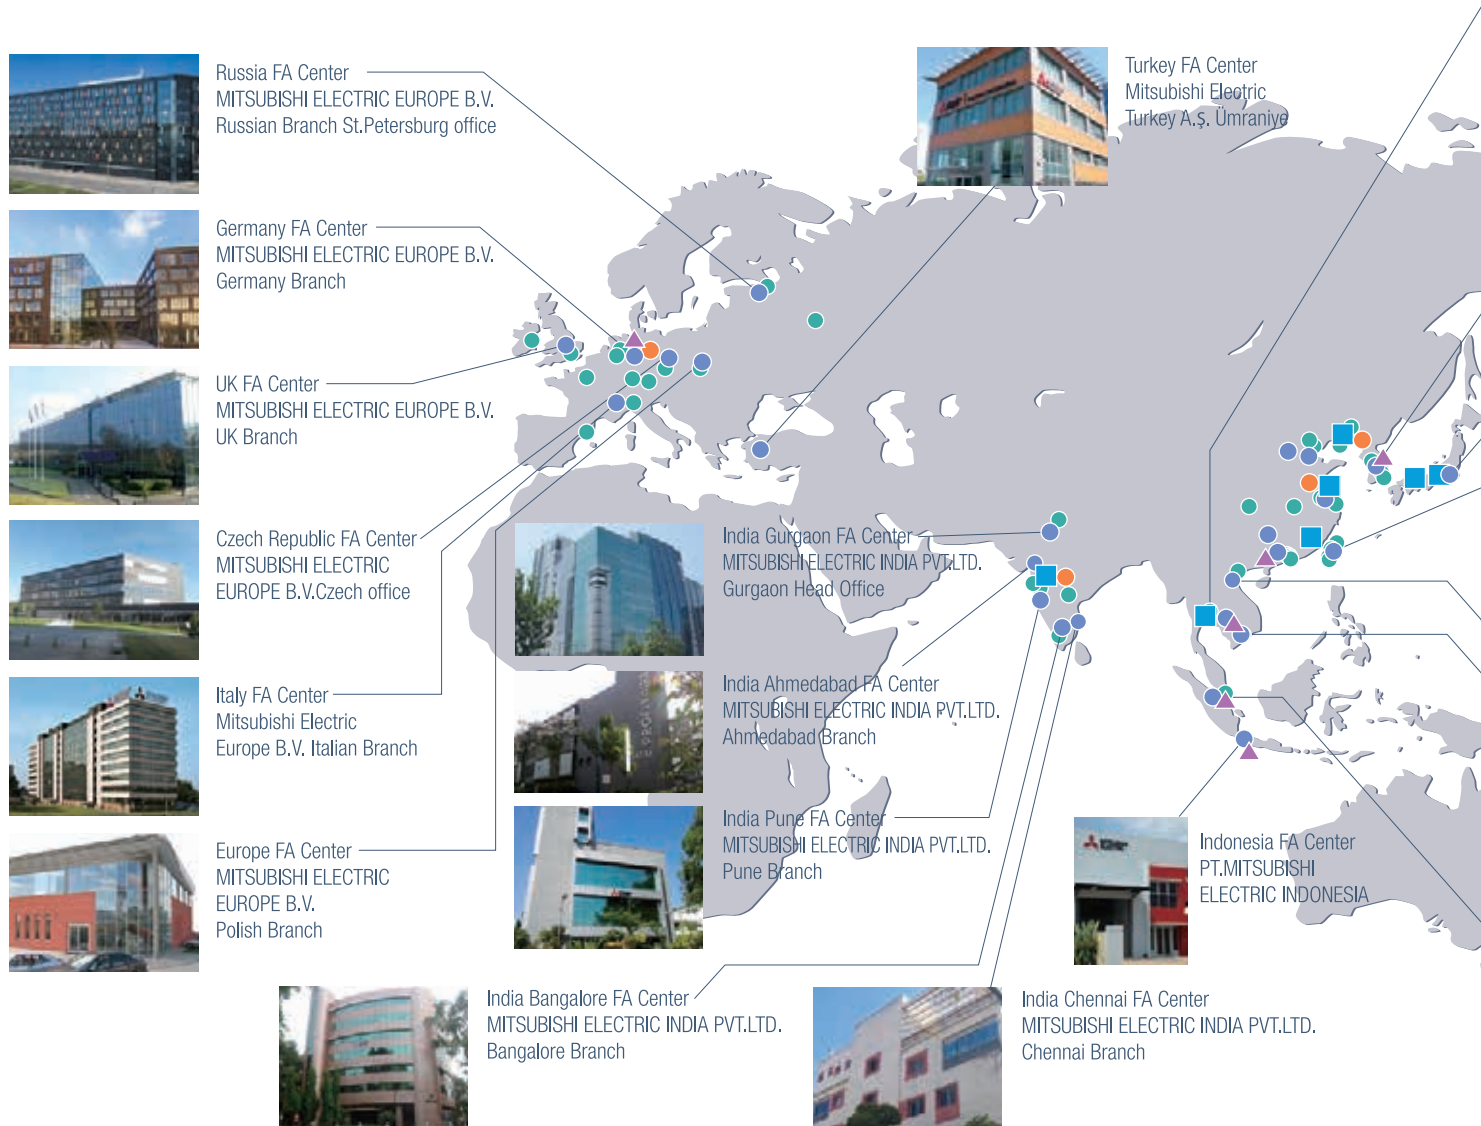 Russia FA Center
MITSUBISHI ELECTRIC EUROPE B.V.
Russian Branch St.Petersburg office
Turkey FA Center
Mitsubishi Electric
Turkey A.Ş. Ümraniye
Germany FA Center
MITSUBISHI ELECTRIC EUROPE B.V.
Germany Branch
UK FA Center
MITSUBISHI ELECTRIC EUROPE B.V.
UK Branch
Czech Republic FA Center
MITSUBISHI ELECTRIC
EUROPE B.V.Czech office
India Gurgaon FA Center
MITSUBISHI ELECTRIC INDIA PVT.LTD.
Gurgaon Head Office
Italy FA Center
Mitsubishi Electric
Europe B.V. Italian Branch
India Ahmedabad FA Center
MITSUBISHI ELECTRIC INDIA PVT.LTD.
Ahmedabad Branch
India Pune FA Center
MITSUBISHI ELECTRIC INDIA PVT.LTD.
Pune Branch
Europe FA Center
MITSUBISHI ELECTRIC
EUROPE B.V.
Polish Branch
Indonesia FA Center
PT.MITSUBISHI
ELECTRIC INDONESIA
India Bangalore FA Center
MITSUBISHI ELECTRIC INDIA PVT.LTD.
Bangalore Branch
India Chennai FA Center
MITSUBISHI ELECTRIC INDIA PVT.LTD.
Chennai Branch